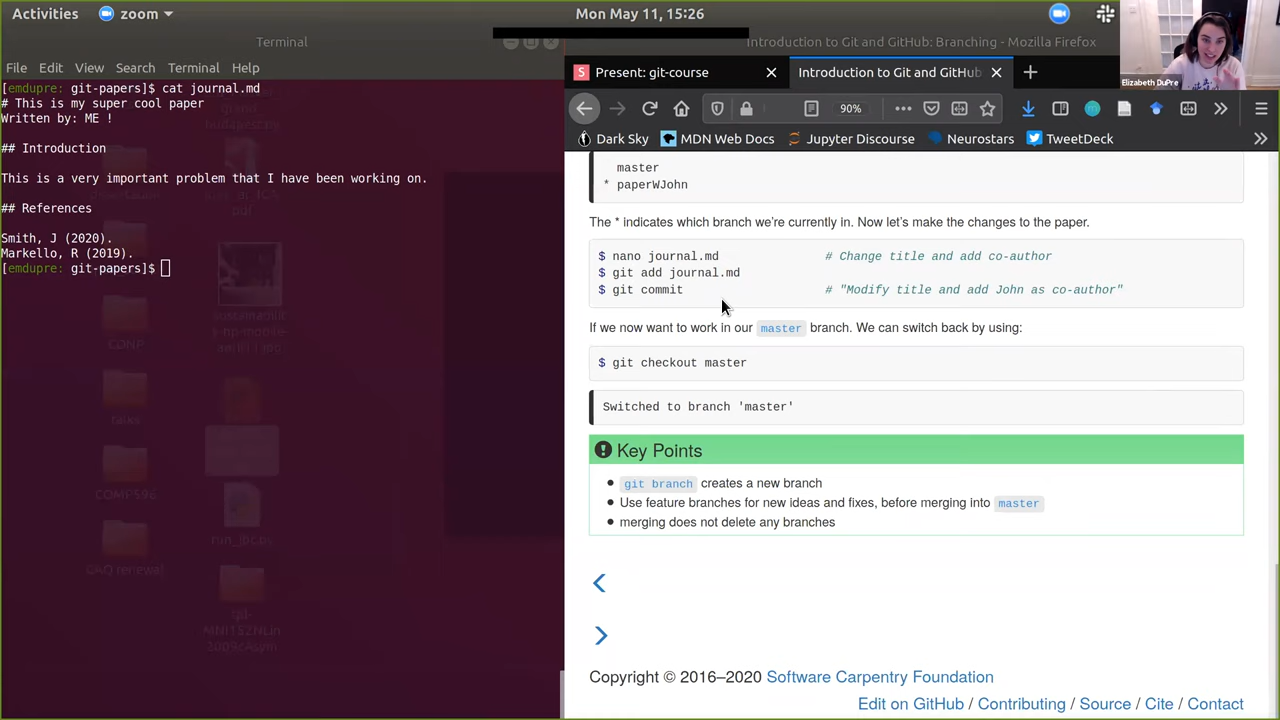 Activities
zoom
Mon May 11, 15:26
Terminal
Introduction to Git and GitHub: Branching - Mozilla Firefox
Elizabeth DuPre
File Edit View Search Terminal Help
[emdupre: git-papers]$ cat journal.md
# This is my super cool paper
Written by: ME !
## Introduction
This is a very important problem that I have been working on.
## References
Smith, J (2020).
Markello, R (2019).
[emdupre: git-papers]$
CONP
talks
COMP596
run_jbc.py
OAQ renewal
Present: git-course
Introduction to Git and GitHub
90%
Dark Sky
MDN Web Docs
Jupyter Discourse
Neurostars
TweetDeck
master
* paperWJohn
The * indicates which branch we’re currently in. Now let’s make the changes to the paper.
$ nano journal.md # Change title and add co-author
$ git add journal.md
$ git commit # "Modify title and add John as co-author"
If we now want to work in our master branch. We can switch back by using:
$ git checkout master
Switched to branch 'master'
Key Points
git branch creates a new branch
Use feature branches for new ideas and fixes, before merging into master
merging does not delete any branches
Copyright © 2016–2020 Software Carpentry Foundation
Edit on GitHub / Contributing / Source / Cite / Contact